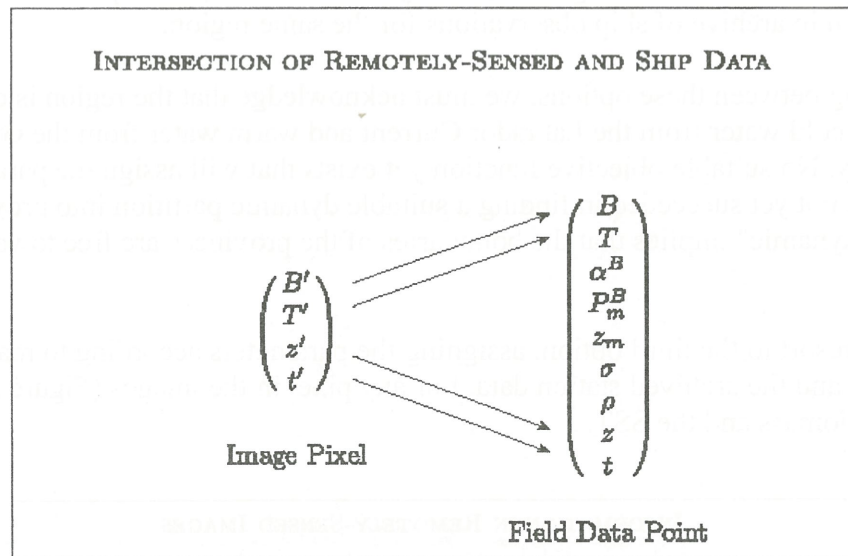 INTERSECTION OF REMOTELY-SENSED AND SHIP DATA
B′
T′
z′
t′
Image Pixel
B
T
α^B
P_m^B
z_m
σ
ρ
z
t
Field Data Point